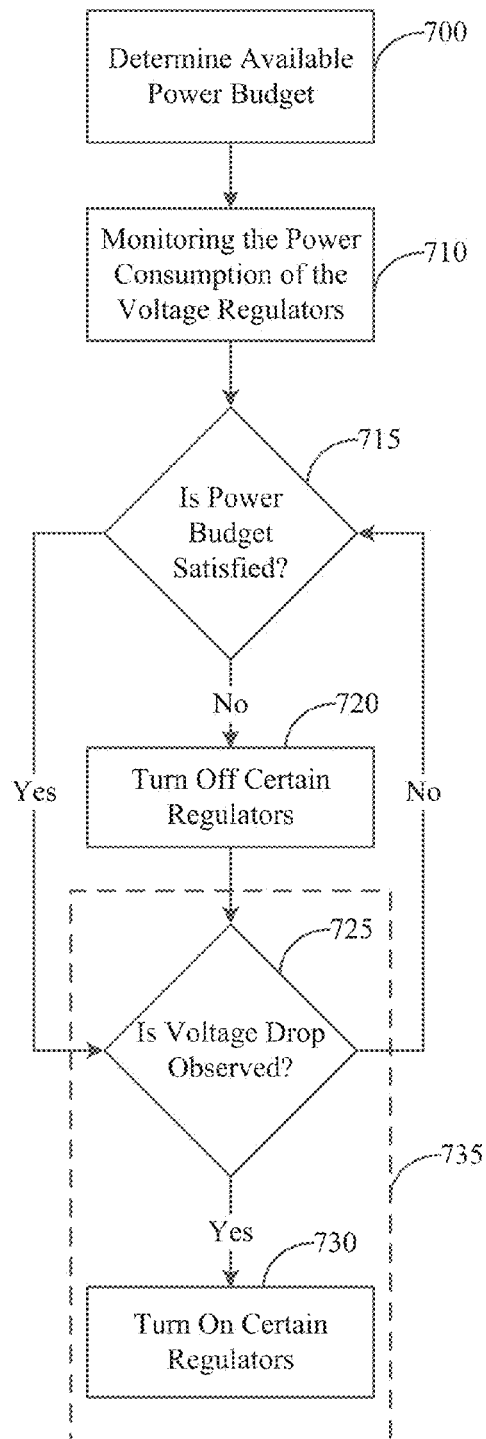 Determine Available
Power Budget
700
Monitoring the Power
Consumption of the
Voltage Regulators
710
715
Is Power
Budget
Satisfied?
No
720
Turn Off Certain
Regulators
Yes
No
725
Is Voltage Drop
Observed?
735
Yes
730
Turn On Certain
Regulators